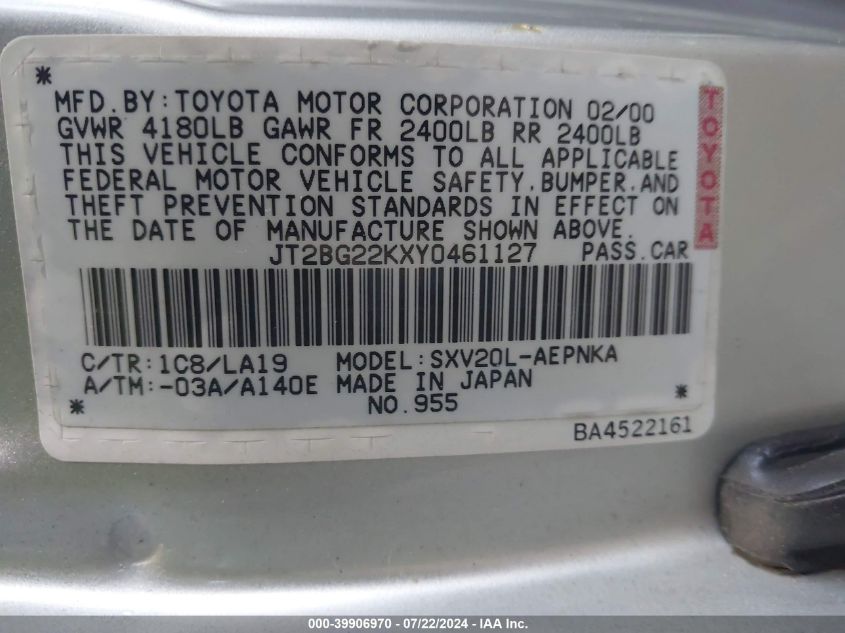 *
MFD.BY:TOYOTA MOTOR CORPORATION 02/00
GVWR 4180LB GAWR FR 2400LB RR 2400LB
THIS VEHICLE CONFORMS TO ALL APPLICABLE
FEDERAL MOTOR VEHICLE SAFETY,BUMPER,AND
THEFT PREVENTION STANDARDS IN EFFECT ON
THE DATE OF MANUFACTURE SHOWN ABOVE.
JT2BG22KXY0461127 PASS.CAR
TOYOTA
C/TR:1C8/LA19 MODEL:SXV20L-AEPNKA
A/TM:-03A/A140E MADE IN JAPAN *
* NO.955
BA4522161
000-39906970 - 07/22/2024 - IAA Inc.